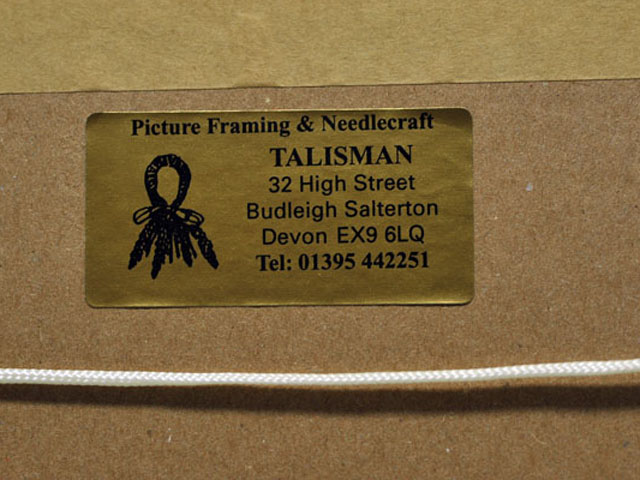 Picture Framing & Needlecraft
TALISMAN
32 High Street
Budleigh Salterton
Devon EX9 6LQ
Tel: 01395 442251